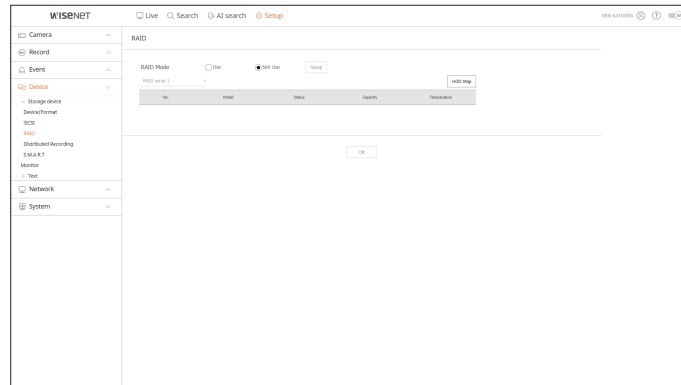 WISENET
Live Search AI search Setup
Camera
Record
Event
Device
Storage device
Device/Format
iSCSI
RAID
Distributed Recording
S.M.A.R.T
Monitor
Text
Network
System
RAID
RAID Mode Use Not Use Setup
RAID array 1 HDD Map
No. Model Status Capacity Temperature
OK